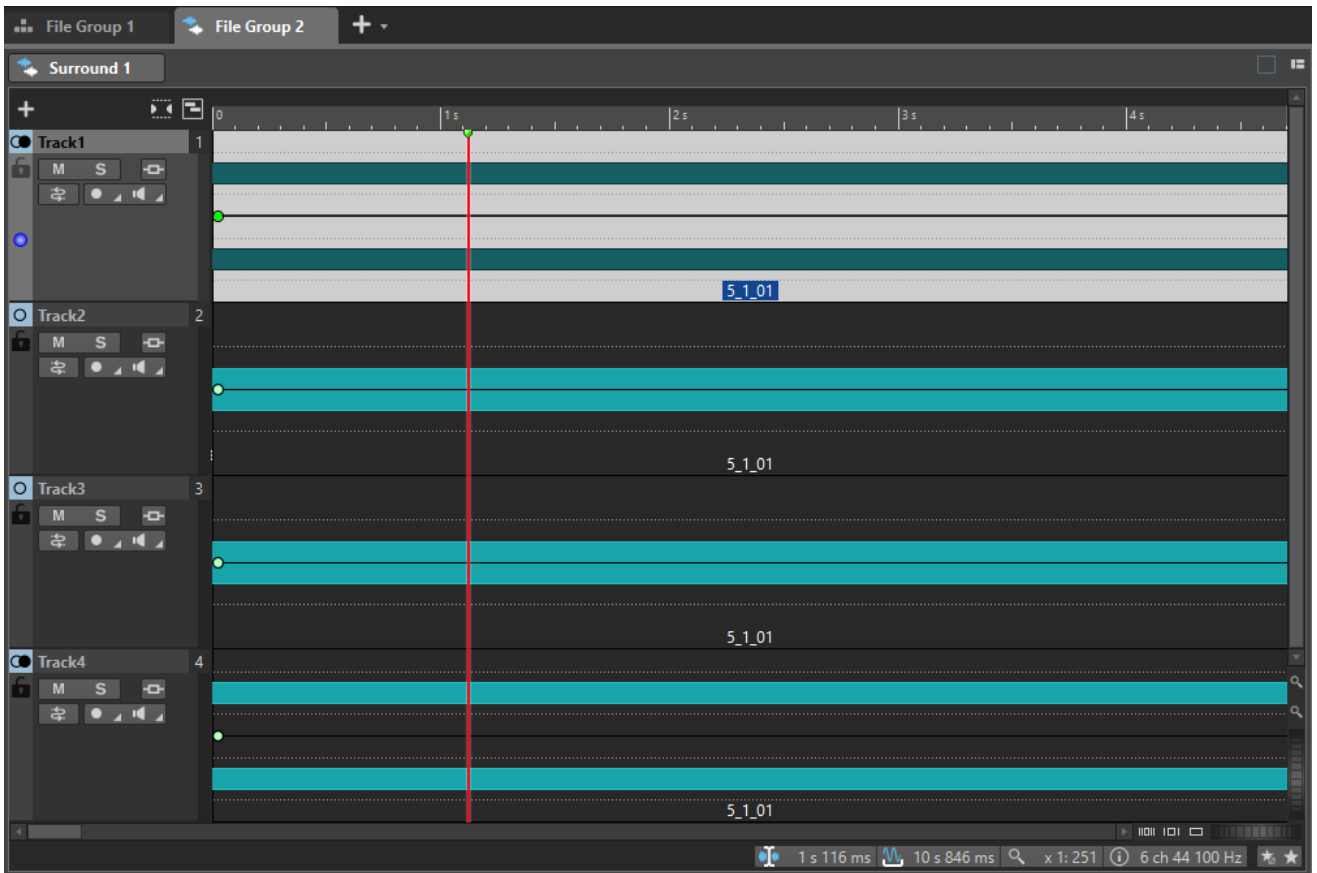 File Group 1
File Group 2
Surround 1
0 1 s 2 s 3 s 4 s
Track1 1
M S
5_1_01
Track2 2
M S
5_1_01
Track3 3
M S
5_1_01
Track4 4
M S
5_1_01
1 s 116 ms 10 s 846 ms x 1: 251 6 ch 44 100 Hz